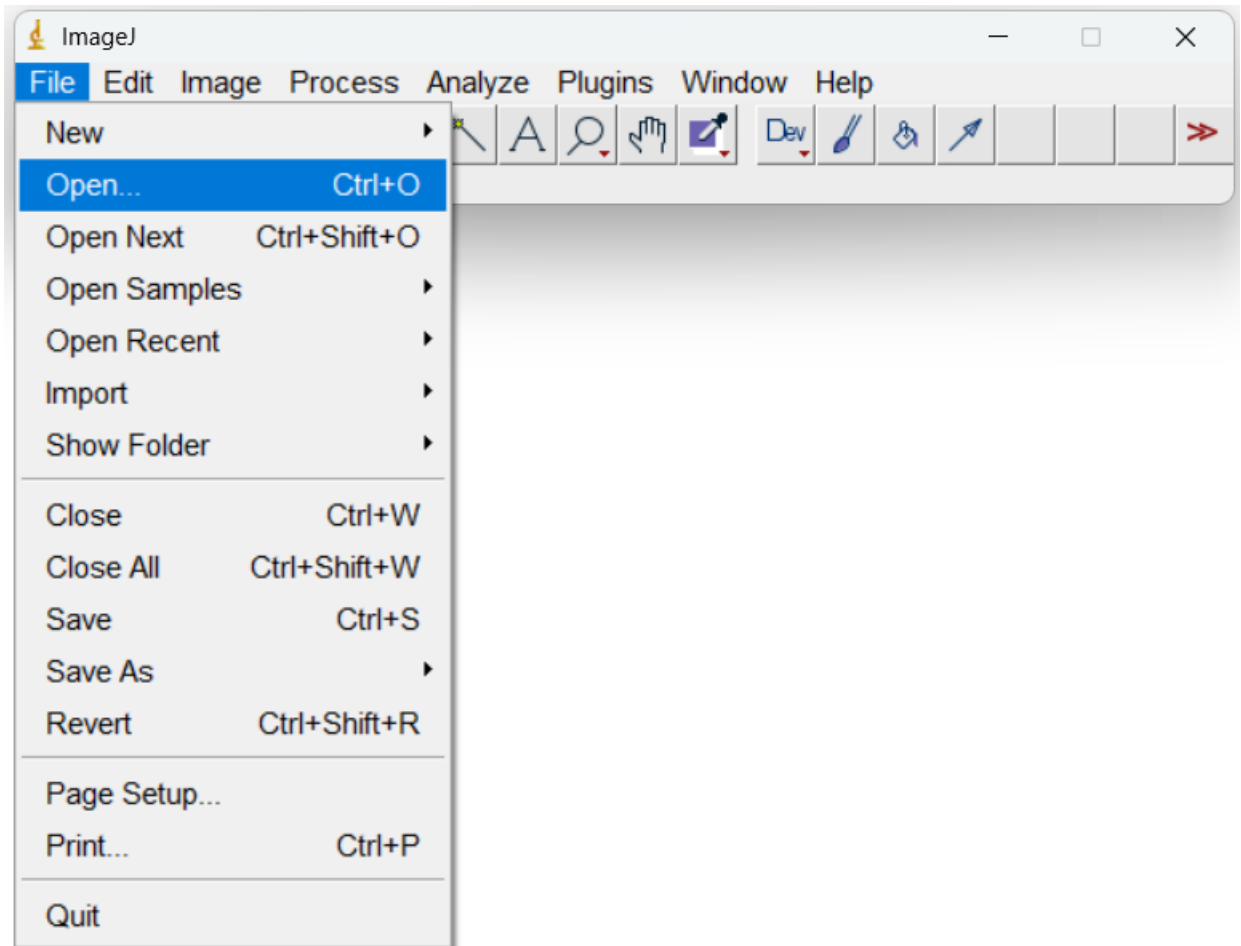 ImageJ
File Edit Image Process Analyze Plugins Window Help
A Dev
New
Open... Ctrl+O
Open Next Ctrl+Shift+O
Open Samples
Open Recent
Import
Show Folder
Close Ctrl+W
Close All Ctrl+Shift+W
Save Ctrl+S
Save As
Revert Ctrl+Shift+R
Page Setup...
Print... Ctrl+P
Quit